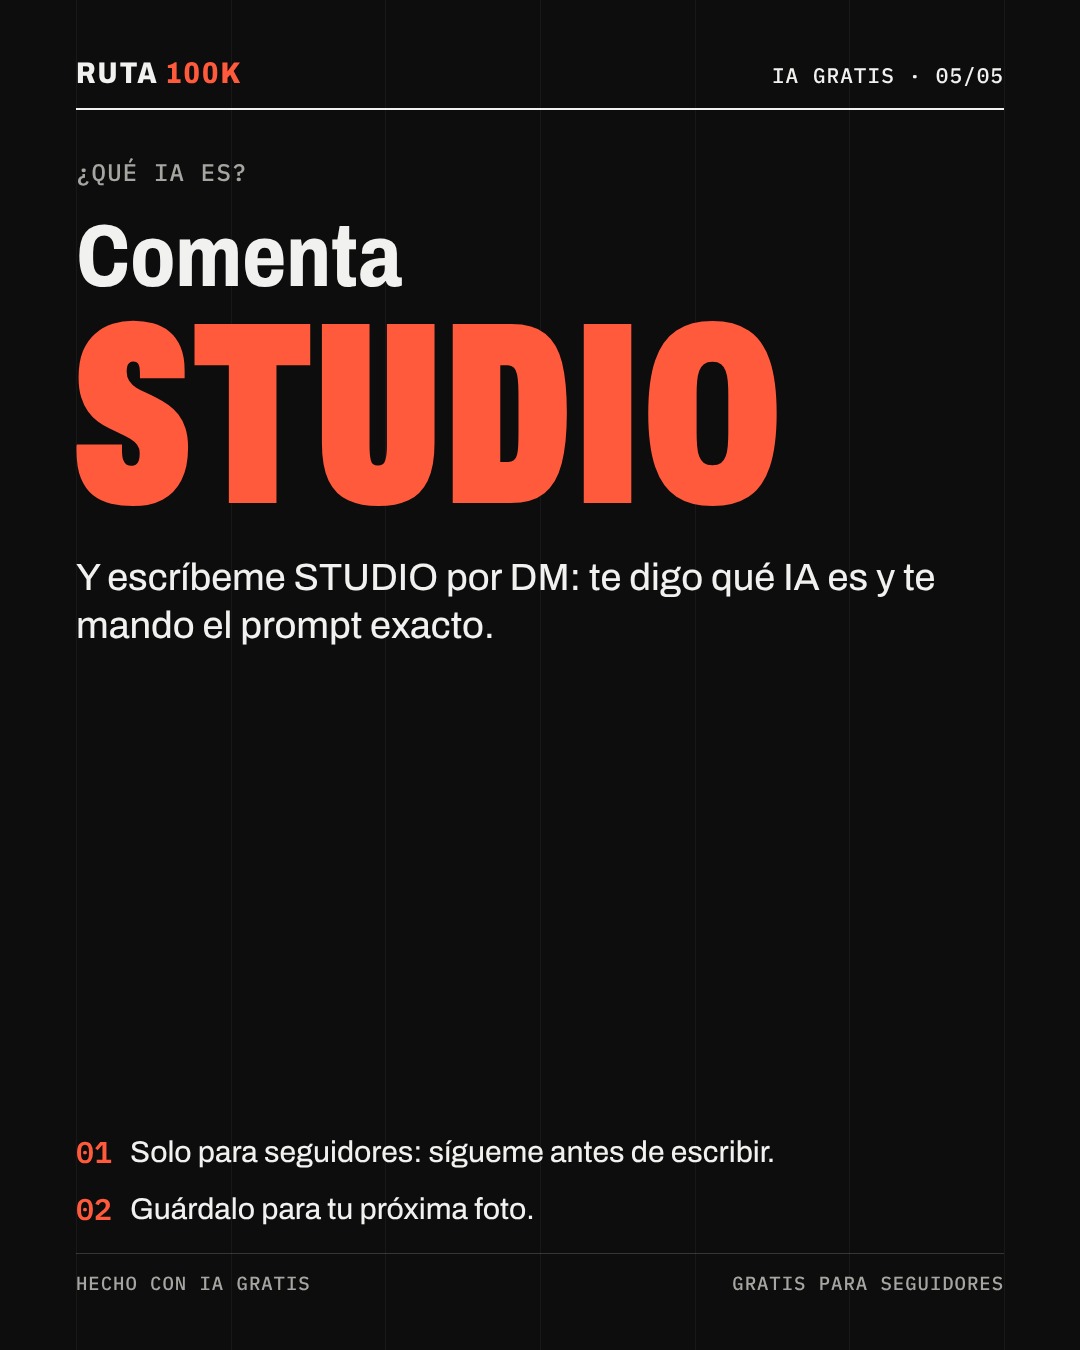 RUTA 100K
IA GRATIS · 05/05
¿QUÉ IA ES?
Comenta
STUDIO
Y escríbeme STUDIO por DM: te digo qué IA es y te
mando el prompt exacto.
01 Solo para seguidores: sígueme antes de escribir.
02 Guárdalo para tu próxima foto.
HECHO CON IA GRATIS
GRATIS PARA SEGUIDORES